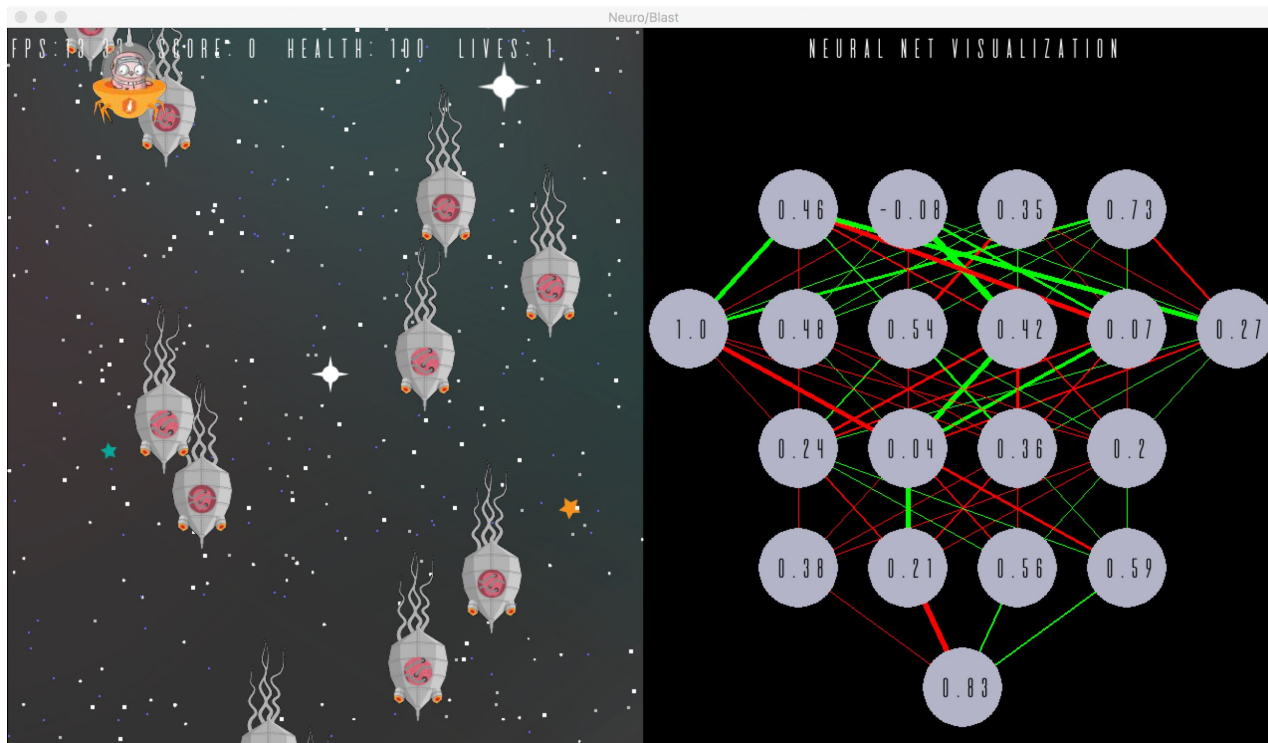 Neuro/Blast
FPS: SCORE: 0 HEALTH: 100 LIVES: 1
NEURAL NET VISUALIZATION
0.46 -0.08 0.35 0.73
1.0 0.48 0.54 0.42 0.07 0.27
0.24 0.04 0.36 0.2
0.38 0.21 0.56 0.59
0.83